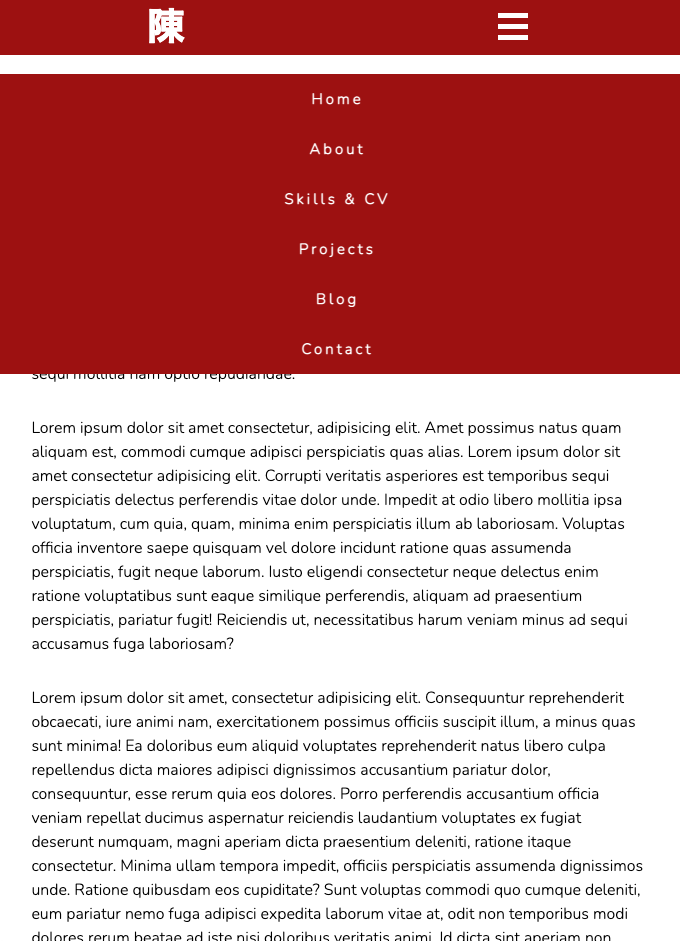 陳
Home
About
Skills & CV
Projects
Blog
Contact
sequi mollitia nam optio repudiandae.
Lorem ipsum dolor sit amet consectetur, adipisicing elit. Amet possimus natus quam
aliquam est, commodi cumque adipisci perspiciatis quas alias. Lorem ipsum dolor sit
amet consectetur adipisicing elit. Corrupti veritatis asperiores est temporibus sequi
perspiciatis delectus perferendis vitae dolor unde. Impedit at odio libero mollitia ipsa
voluptatum, cum quia, quam, minima enim perspiciatis illum ab laboriosam. Voluptas
officia inventore saepe quisquam vel dolore incidunt ratione quas assumenda
perspiciatis, fugit neque laborum. Iusto eligendi consectetur neque delectus enim
ratione voluptatibus sunt eaque similique perferendis, aliquam ad praesentium
perspiciatis, pariatur fugit! Reiciendis ut, necessitatibus harum veniam minus ad sequi
accusamus fuga laboriosam?
Lorem ipsum dolor sit amet, consectetur adipisicing elit. Consequuntur reprehenderit
obcaecati, iure animi nam, exercitationem possimus officiis suscipit illum, a minus quas
sunt minima! Ea doloribus eum aliquid voluptates reprehenderit natus libero culpa
repellendus dicta maiores adipisci dignissimos accusantium pariatur dolor,
consequuntur, esse rerum quia eos dolores. Porro perferendis accusantium officia
veniam repellat ducimus aspernatur reiciendis laudantium voluptates ex fugiat
deserunt numquam, magni aperiam dicta praesentium deleniti, ratione itaque
consectetur. Minima ullam tempora impedit, officiis perspiciatis assumenda dignissimos
unde. Ratione quibusdam eos cupiditate? Sunt voluptas commodi quo cumque deleniti,
eum pariatur nemo fuga adipisci expedita laborum vitae at, odit non temporibus modi
dolores rerum beatae ad iste nisi doloribus veritatis animi. Id dicta sint aperiam non